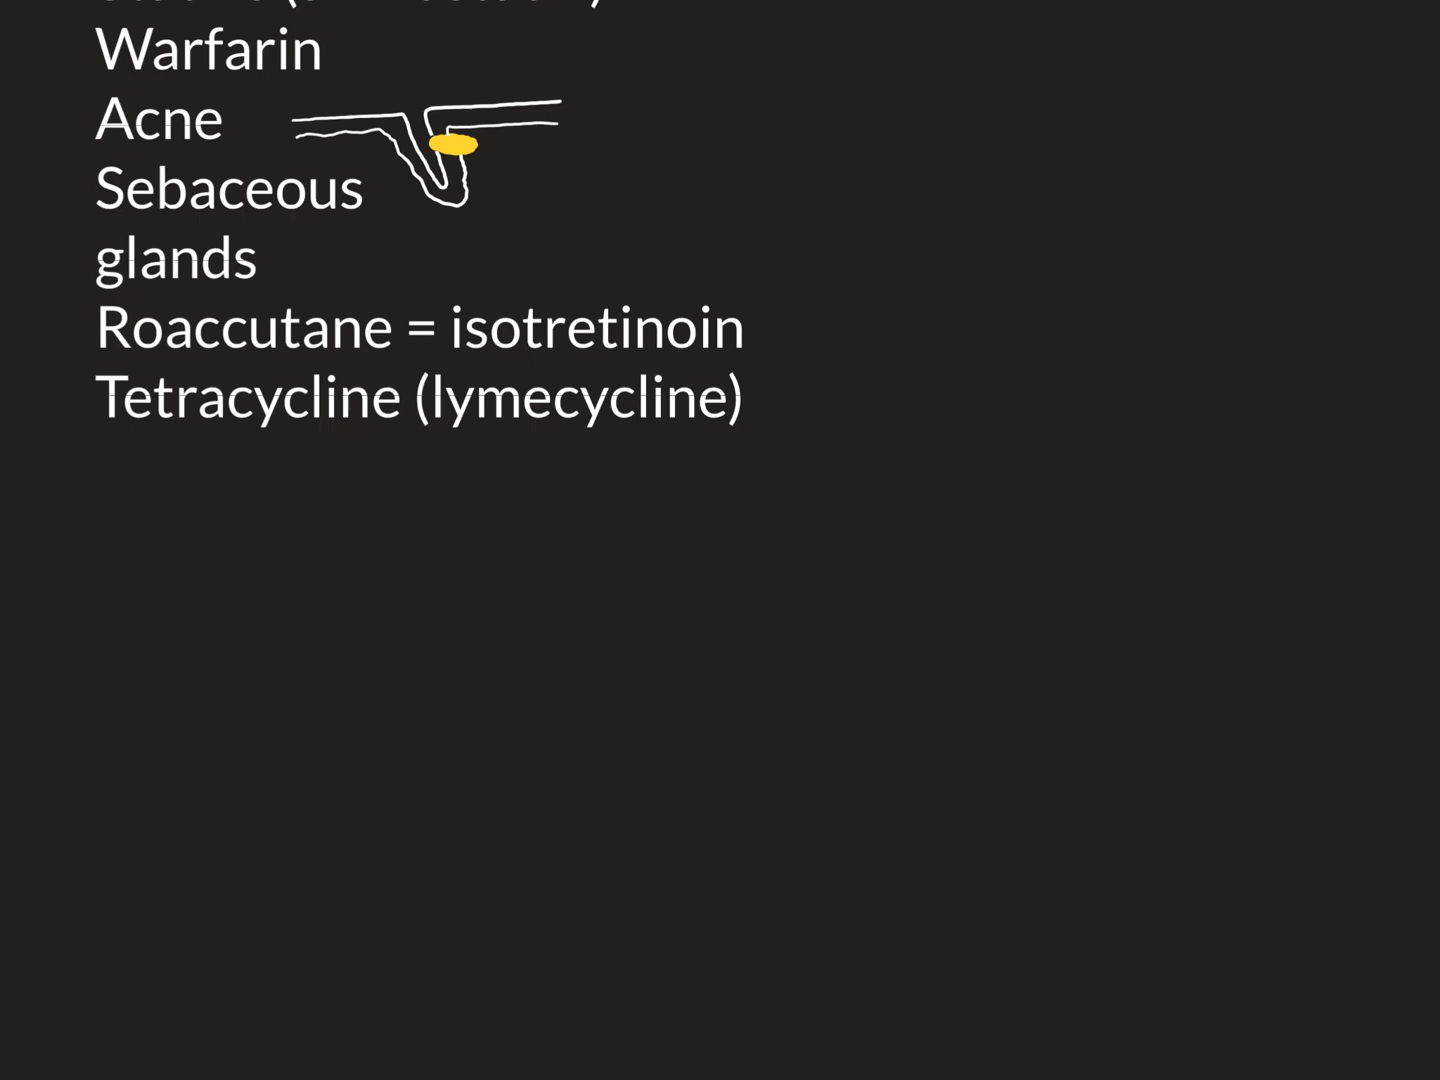 Warfarin
Acne
Sebaceous
glands
Roaccutane = isotretinoin
Tetracycline (lymecycline)